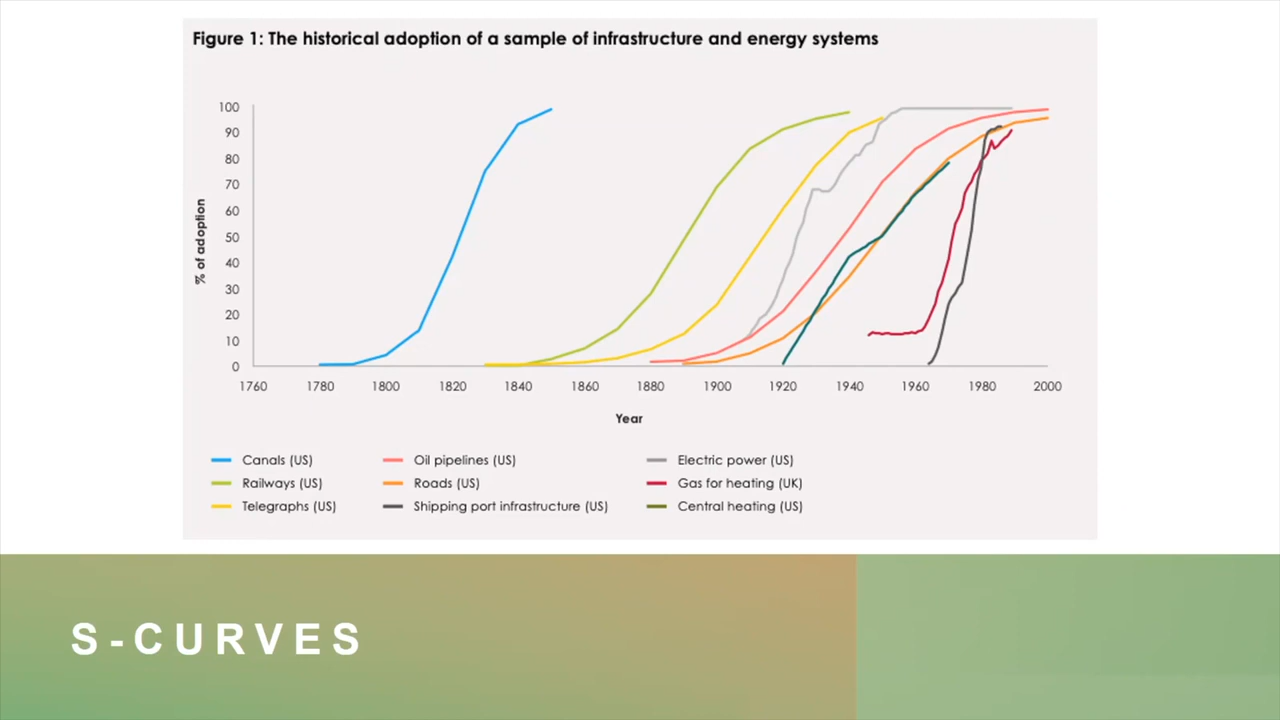 Figure 1: The historical adoption of a sample of infrastructure and energy systems
100
90
80
70
60
50
40
30
20
10
0
% of adoption
1760 1780 1800 1820 1840 1860 1880 1900 1920 1940 1960 1980 2000
Year
Canals (US) Oil pipelines (US) Electric power (US)
Railways (US) Roads (US) Gas for heating (UK)
Telegraphs (US) Shipping port infrastructure (US) Central heating (US)
S-CURVES